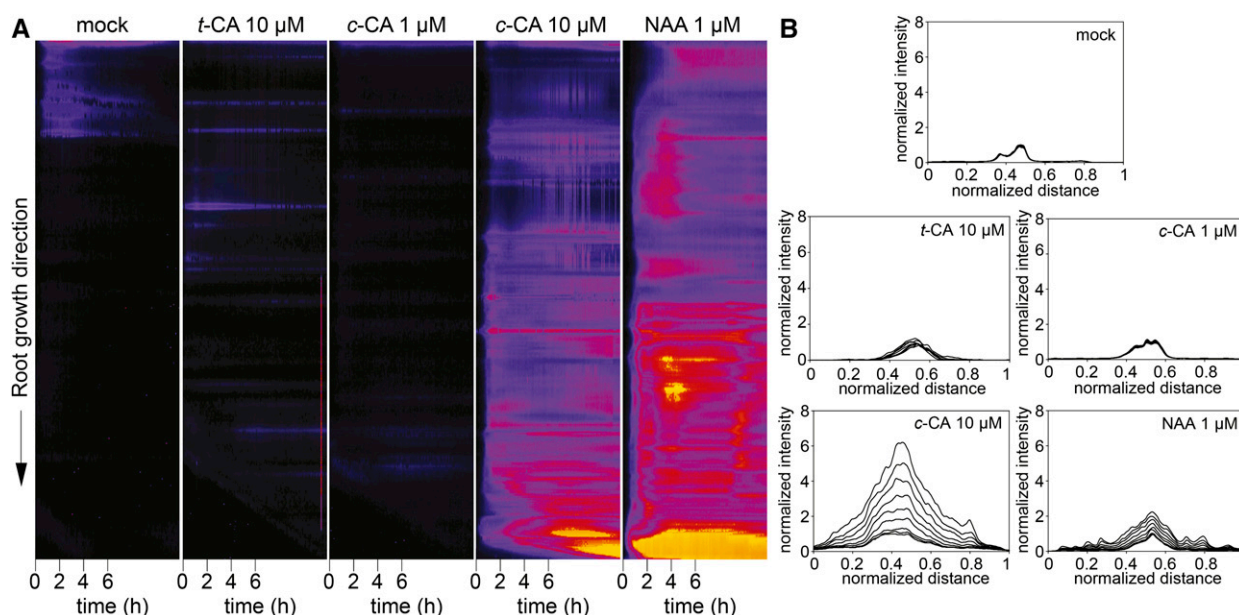 A
mock
t-CA 10 µM
c-CA 1 µM
c-CA 10 µM
NAA 1 µM
Root growth direction
0 2 4 6
0 2 4 6
0 2 4 6
0 2 4 6
0 2 4 6
time (h)
time (h)
time (h)
time (h)
time (h)
B
mock
normalized intensity
8
6
4
2
0
0 0.2 0.4 0.6 0.8 1
normalized distance
t-CA 10 µM
normalized intensity
8
6
4
2
0
0 0.2 0.4 0.6 0.8 1
normalized distance
c-CA 1 µM
normalized intensity
8
6
4
2
0
0 0.2 0.4 0.6 0.8
normalized distance
c-CA 10 µM
normalized intensity
8
6
4
2
0
0 0.2 0.4 0.6 0.8 1
normalized distance
NAA 1 µM
normalized intensity
8
6
4
2
0
0 0.2 0.4 0.6 0.8
normalized distance